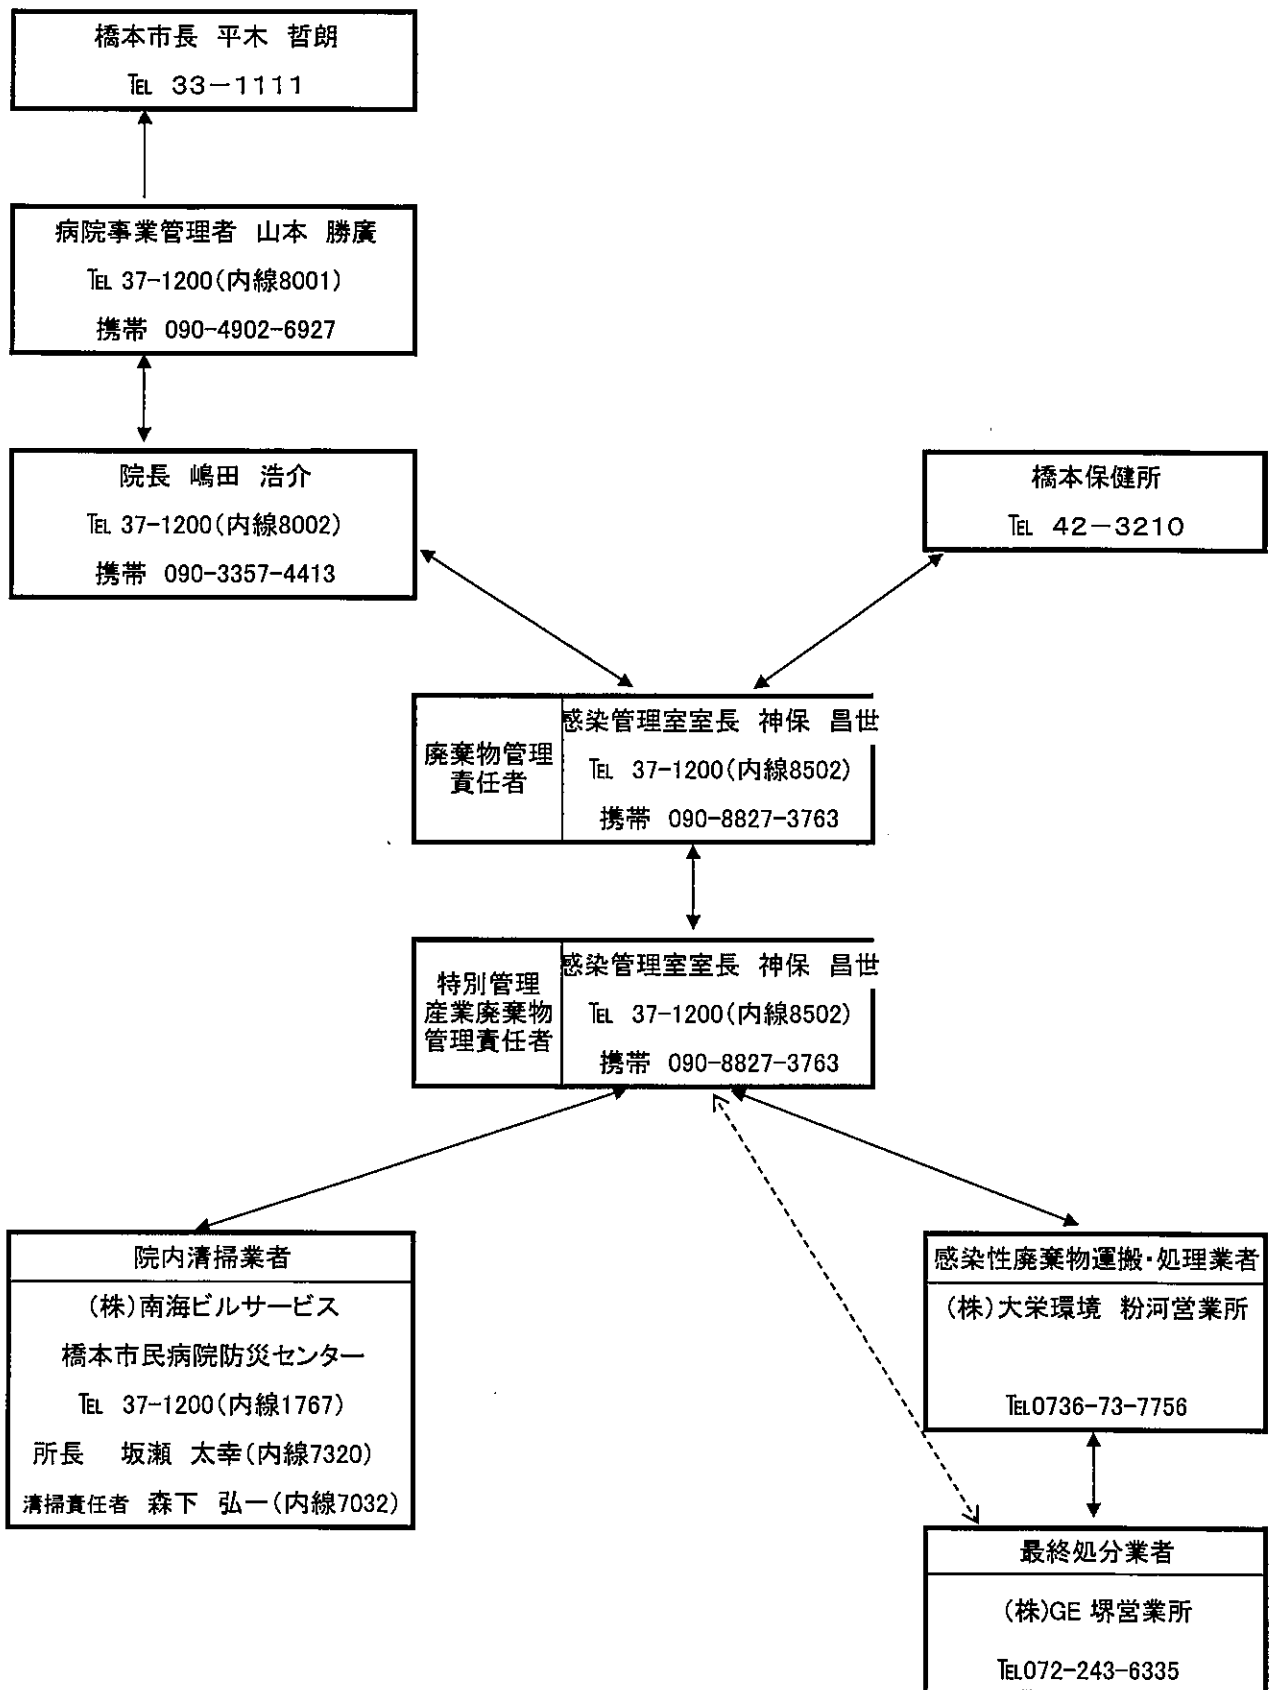 橋本市長 平木 哲朗
℡ 33－1111
病院事業管理者 山本 勝廣
℡ 37-1200(内線8001)
携帯 090-4902-6927
院長 嶋田 浩介
℡ 37-1200(内線8002)
携帯 090-3357-4413
橋本保健所
℡ 42－3210
廃棄物管理
責任者
感染管理室室長 神保 昌世
℡ 37-1200(内線8502)
携帯 090-8827-3763
特別管理
産業廃棄物
管理責任者
感染管理室室長 神保 昌世
℡ 37-1200(内線8502)
携帯 090-8827-3763
院内清掃業者
(株)南海ビルサービス
橋本市民病院防災センター
℡ 37-1200(内線1767)
所長 坂瀬 太幸(内線7320)
清掃責任者 森下 弘一(内線7032)
感染性廃棄物運搬・処理業者
(株)大栄環境 粉河営業所
℡0736-73-7756
最終処分業者
(株)GE 堺営業所
℡072-243-6335